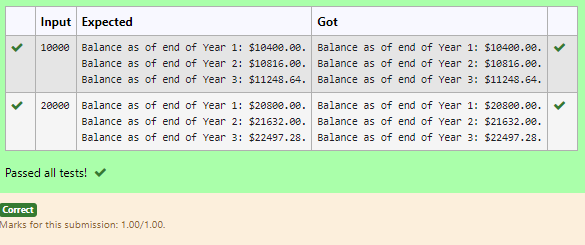 Input Expected Got
10000 Balance as of end of Year 1: $10400.00. Balance as of end of Year 1: $10400.00.
Balance as of end of Year 2: $10816.00. Balance as of end of Year 2: $10816.00.
Balance as of end of Year 3: $11248.64. Balance as of end of Year 3: $11248.64.
20000 Balance as of end of Year 1: $20800.00. Balance as of end of Year 1: $20800.00.
Balance as of end of Year 2: $21632.00. Balance as of end of Year 2: $21632.00.
Balance as of end of Year 3: $22497.28. Balance as of end of Year 3: $22497.28.
Passed all tests!
Correct
Marks for this submission: 1.00/1.00.